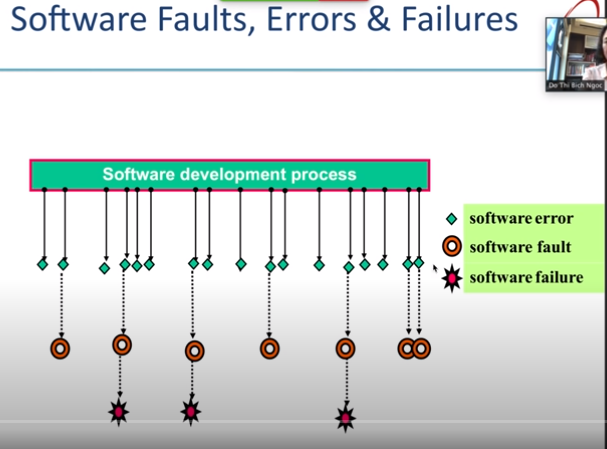 Software Faults, Errors & Failures
Do Thi Bich Ngoc
Software development process
software error
software fault
software failure